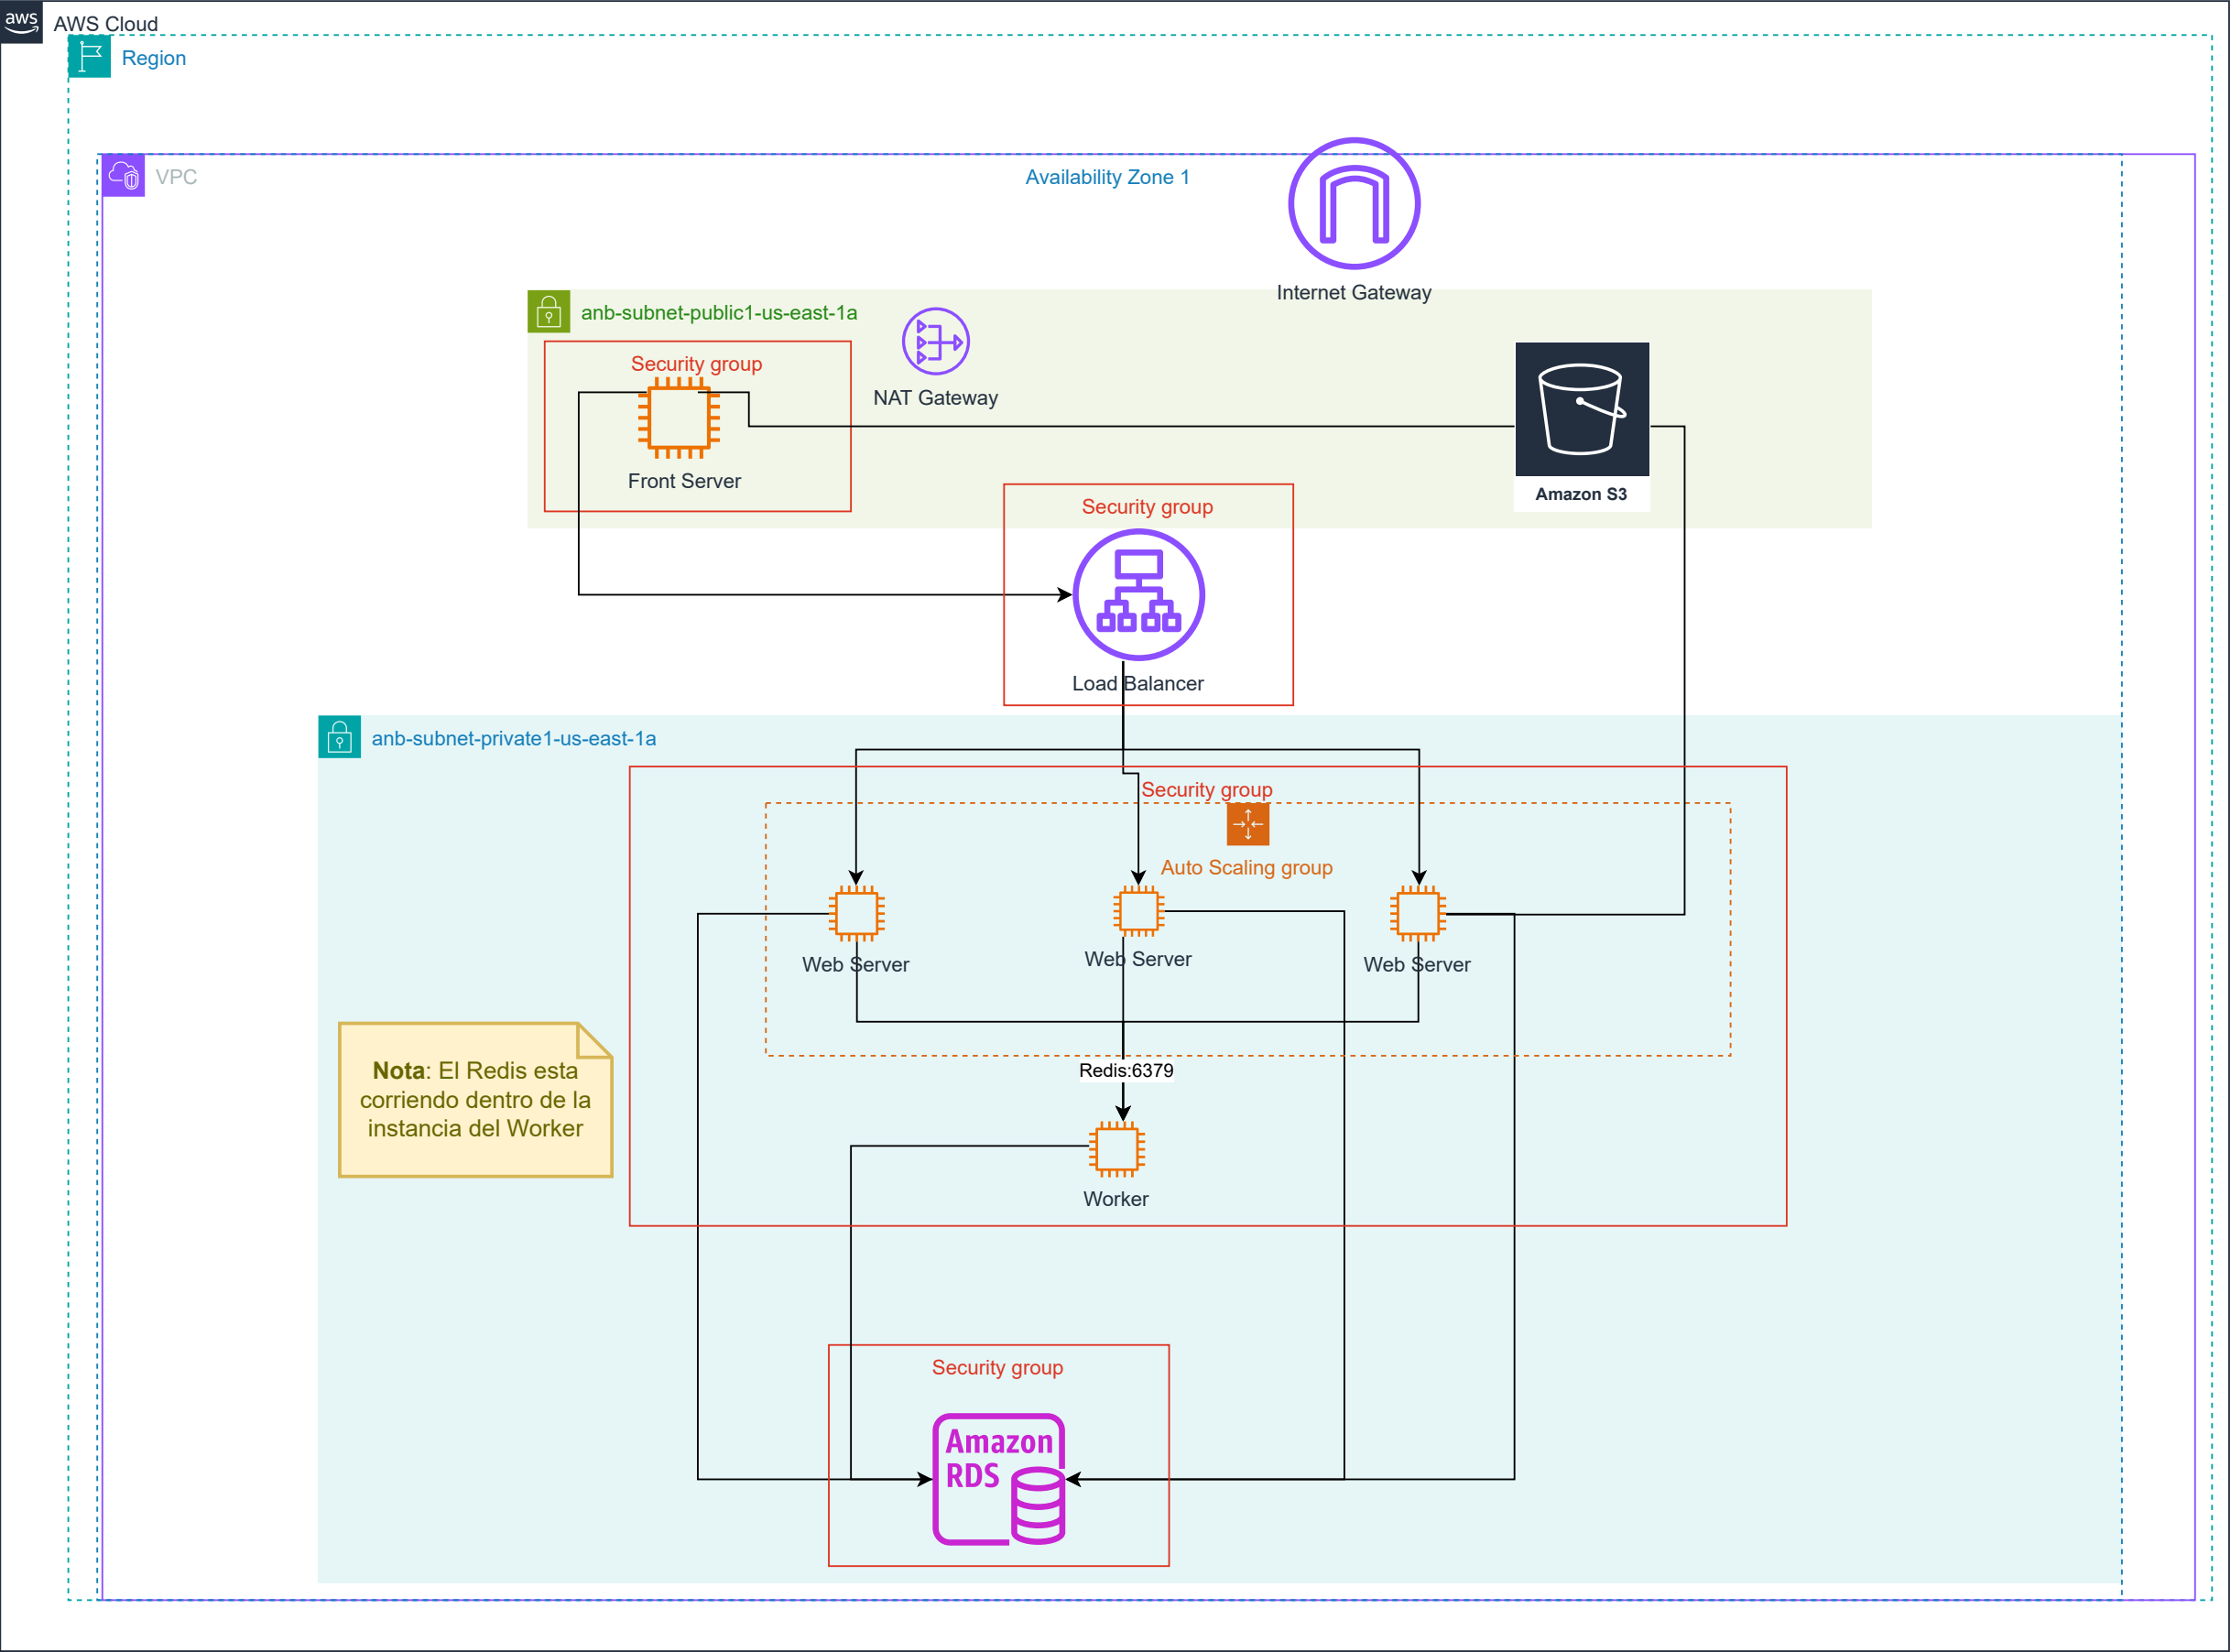 aws
AWS Cloud
Region
VPC
Availability Zone 1
Internet Gateway
anb-subnet-public1-us-east-1a
Security group
NAT Gateway
Front Server
Amazon S3
Security group
Load Balancer
anb-subnet-private1-us-east-1a
Security group
Auto Scaling group
Web Server
Web Server
Web Server
Nota: El Redis esta
corriendo dentro de la
instancia del Worker
Redis:6379
Worker
Security group
Amazon
RDS